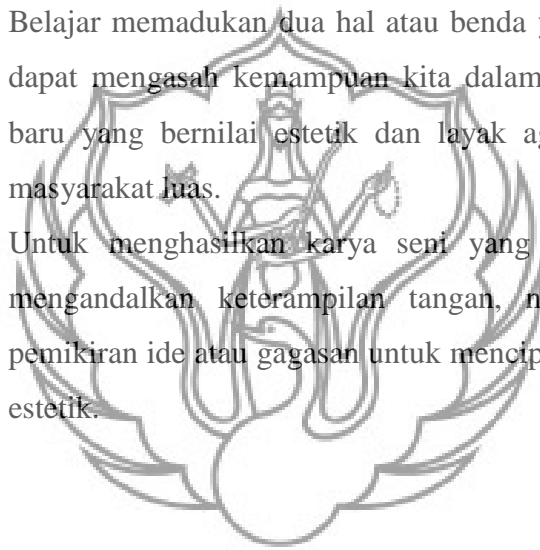 Belajar memadukan dua hal atau benda
dapat mengasah kemampuan kita dalam
baru yang bernilai estetik dan layak
masyarakat luas.
Untuk menghasilkan karya seni yang
mengandalkan keterampilan tangan,
pemikiran ide atau gagasan untuk
estetik.